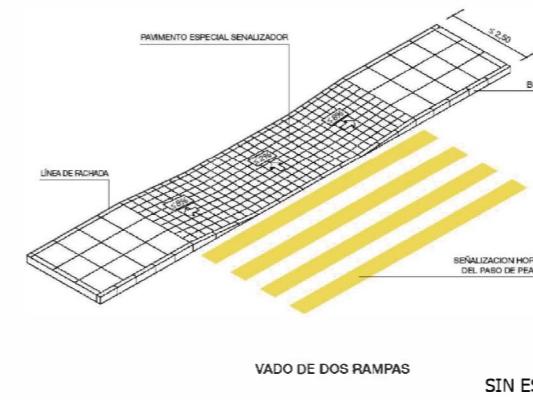 ≤ 2,50
PAVIMENTO ESPECIAL SENALIZADOR
B
LÍNEA DE FACHADA
SEÑALIZACION HOR
DEL PASO DE PEA
VADO DE DOS RAMPAS
SIN ES